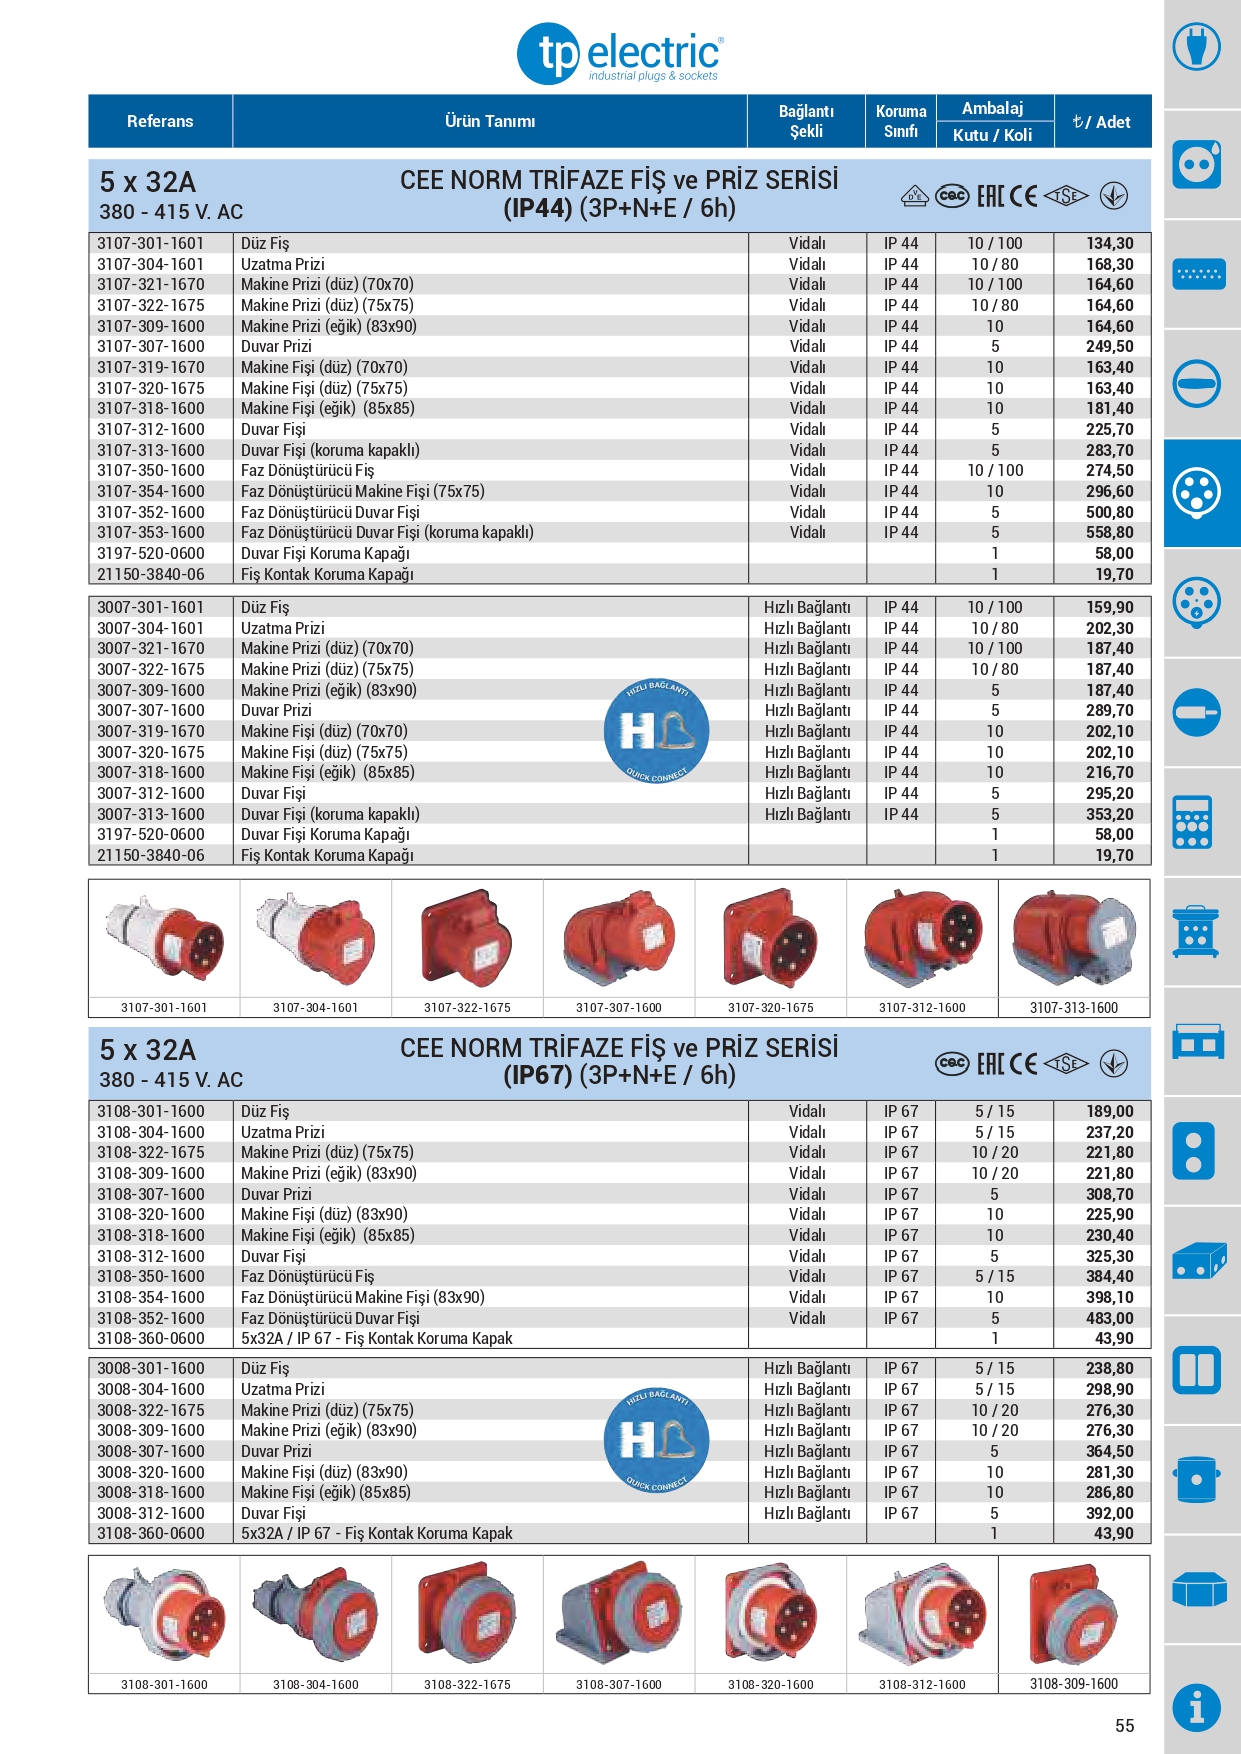 tp electric®
industrial plugs & sockets
Referans Ürün Tanımı Bağlantı Şekli Koruma Sınıfı Ambalaj Kutu / Koli ₺/ Adet
5 x 32A CEE NORM TRİFAZE FİŞ ve PRİZ SERİSİ
380 - 415 V. AC (IP44) (3P+N+E / 6h)
3107-301-1601 Düz Fiş Vidalı IP 44 10 / 100 134,30
3107-304-1601 Uzatma Prizi Vidalı IP 44 10 / 80 168,30
3107-321-1670 Makine Prizi (düz) (70x70) Vidalı IP 44 10 / 100 164,60
3107-322-1675 Makine Prizi (düz) (75x75) Vidalı IP 44 10 / 80 164,60
3107-309-1600 Makine Prizi (eğik) (83x90) Vidalı IP 44 10 164,60
3107-307-1600 Duvar Prizi Vidalı IP 44 5 249,50
3107-319-1670 Makine Fişi (düz) (70x70) Vidalı IP 44 10 163,40
3107-320-1675 Makine Fişi (düz) (75x75) Vidalı IP 44 10 163,40
3107-318-1600 Makine Fişi (eğik) (85x85) Vidalı IP 44 10 181,40
3107-312-1600 Duvar Fişi Vidalı IP 44 5 225,70
3107-313-1600 Duvar Fişi (koruma kapaklı) Vidalı IP 44 5 283,70
3107-350-1600 Faz Dönüştürücü Fiş Vidalı IP 44 10 / 100 274,50
3107-354-1600 Faz Dönüştürücü Makine Fişi (75x75) Vidalı IP 44 10 296,60
3107-352-1600 Faz Dönüştürücü Duvar Fişi Vidalı IP 44 5 500,80
3107-353-1600 Faz Dönüştürücü Duvar Fişi (koruma kapaklı) Vidalı IP 44 5 558,80
3197-520-0600 Duvar Fişi Koruma Kapağı 1 58,00
21150-3840-06 Fiş Kontak Koruma Kapağı 1 19,70
3007-301-1601 Düz Fiş Hızlı Bağlantı IP 44 10 / 100 159,90
3007-304-1601 Uzatma Prizi Hızlı Bağlantı IP 44 10 / 80 202,30
3007-321-1670 Makine Prizi (düz) (70x70) Hızlı Bağlantı IP 44 10 / 100 187,40
3007-322-1675 Makine Prizi (düz) (75x75) Hızlı Bağlantı IP 44 10 / 80 187,40
3007-309-1600 Makine Prizi (eğik) (83x90) Hızlı Bağlantı IP 44 5 187,40
3007-307-1600 Duvar Prizi Hızlı Bağlantı IP 44 5 289,70
3007-319-1670 Makine Fişi (düz) (70x70) Hızlı Bağlantı IP 44 10 202,10
3007-320-1675 Makine Fişi (düz) (75x75) Hızlı Bağlantı IP 44 10 202,10
3007-318-1600 Makine Fişi (eğik) (85x85) Hızlı Bağlantı IP 44 10 216,70
3007-312-1600 Duvar Fişi Hızlı Bağlantı IP 44 5 295,20
3007-313-1600 Duvar Fişi (koruma kapaklı) Hızlı Bağlantı IP 44 5 353,20
3197-520-0600 Duvar Fişi Koruma Kapağı 1 58,00
21150-3840-06 Fiş Kontak Koruma Kapağı 1 19,70
HIZLI BAĞLANTI
HB
QUICK CONNECT
3107-301-1601 3107-304-1601 3107-322-1675 3107-307-1600 3107-320-1675 3107-312-1600 3107-313-1600
5 x 32A CEE NORM TRİFAZE FİŞ ve PRİZ SERİSİ
380 - 415 V. AC (IP67) (3P+N+E / 6h)
3108-301-1600 Düz Fiş Vidalı IP 67 5 / 15 189,00
3108-304-1600 Uzatma Prizi Vidalı IP 67 5 / 15 237,20
3108-322-1675 Makine Prizi (düz) (75x75) Vidalı IP 67 10 / 20 221,80
3108-309-1600 Makine Prizi (eğik) (83x90) Vidalı IP 67 10 / 20 221,80
3108-307-1600 Duvar Prizi Vidalı IP 67 5 308,70
3108-320-1600 Makine Fişi (düz) (83x90) Vidalı IP 67 10 225,90
3108-318-1600 Makine Fişi (eğik) (85x85) Vidalı IP 67 10 230,40
3108-312-1600 Duvar Fişi Vidalı IP 67 5 325,30
3108-350-1600 Faz Dönüştürücü Fiş Vidalı IP 67 5 / 15 384,40
3108-354-1600 Faz Dönüştürücü Makine Fişi (83x90) Vidalı IP 67 10 398,10
3108-352-1600 Faz Dönüştürücü Duvar Fişi Vidalı IP 67 5 483,00
3108-360-0600 5x32A / IP 67 - Fiş Kontak Koruma Kapak 1 43,90
3008-301-1600 Düz Fiş Hızlı Bağlantı IP 67 5 / 15 238,80
3008-304-1600 Uzatma Prizi Hızlı Bağlantı IP 67 5 / 15 298,90
3008-322-1675 Makine Prizi (düz) (75x75) Hızlı Bağlantı IP 67 10 / 20 276,30
3008-309-1600 Makine Prizi (eğik) (83x90) Hızlı Bağlantı IP 67 10 / 20 276,30
3008-307-1600 Duvar Prizi Hızlı Bağlantı IP 67 5 364,50
3008-320-1600 Makine Fişi (düz) (83x90) Hızlı Bağlantı IP 67 10 281,30
3008-318-1600 Makine Fişi (eğik) (85x85) Hızlı Bağlantı IP 67 10 286,80
3008-312-1600 Duvar Fişi Hızlı Bağlantı IP 67 5 392,00
3108-360-0600 5x32A / IP 67 - Fiş Kontak Koruma Kapak 1 43,90
HIZLI BAĞLANTI
HB
QUICK CONNECT
3108-301-1600 3108-304-1600 3108-322-1675 3108-307-1600 3108-320-1600 3108-312-1600 3108-309-1600
55